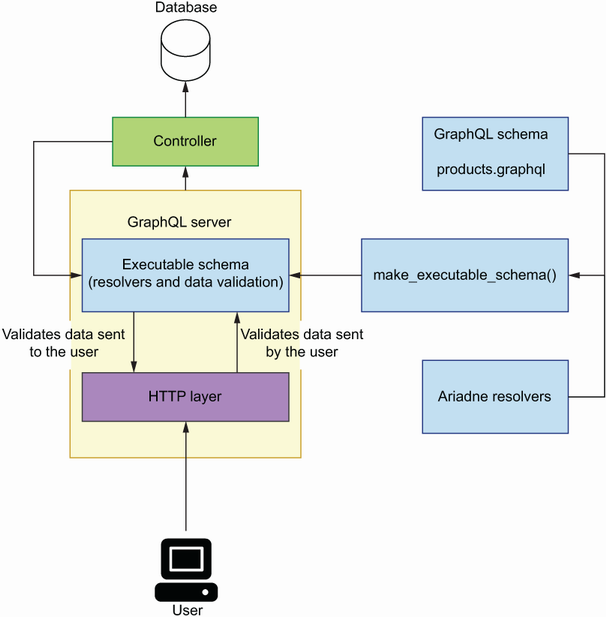 Database
Controller
GraphQL schema
products.graphql
GraphQL server
Executable schema
(resolvers and data validation)
make_executable_schema()
Validates data sent
to the user
Validates data sent
by the user
HTTP layer
Ariadne resolvers
User